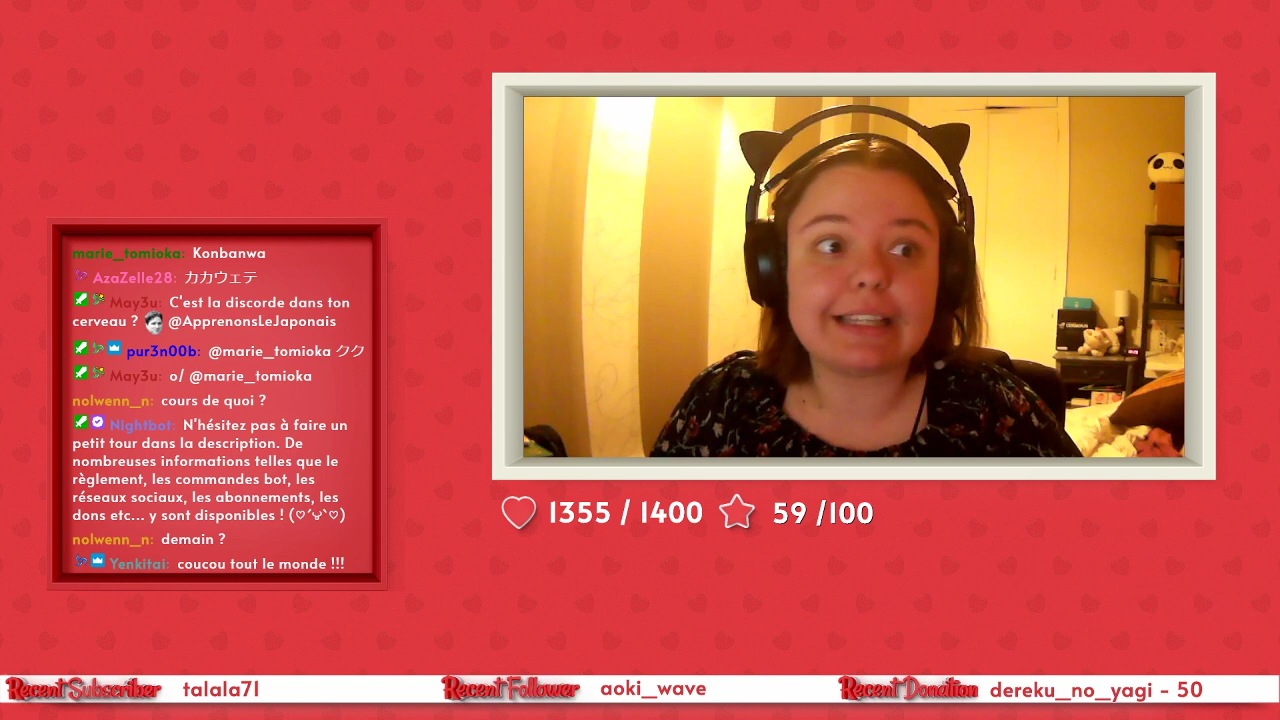 marie_tomioka: Konbanwa
AzaZelle28: カカウェテ
May3u: C'est la discorde dans ton
cerveau ? @ApprenonsLeJaponais
pur3n00b: @marie_tomioka クク
May3u: o/ @marie_tomioka
nolwenn_n: cours de quoi ?
Nightbot: N'hésitez pas à faire un
petit tour dans la description. De
nombreuses informations telles que le
règlement, les commandes bot, les
réseaux sociaux, les abonnements, les
dons etc... y sont disponibles ! (♡´౪`♡)
nolwenn_n: demain ?
Yenkitai: coucou tout le monde !!!
1355 / 1400 59 /100
Recent Subscriber talala71 Recent Follower aoki_wave Recent Donation dereku_no_yagi - 50